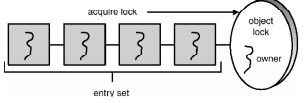 acquire lock
object
lock
owner
entry set